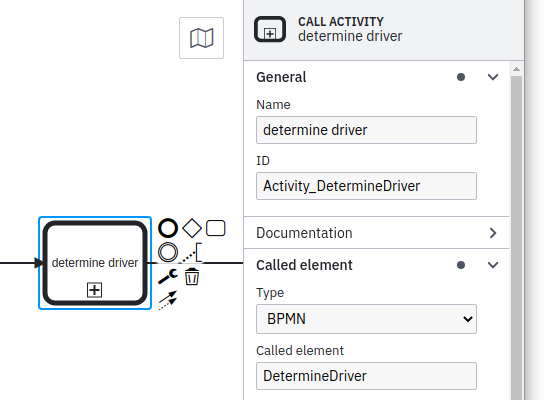 CALL ACTIVITY
determine driver
General
Name
determine driver
ID
Activity_DetermineDriver
Documentation
Called element
Type
BPMN
Called element
DetermineDriver
determine driver